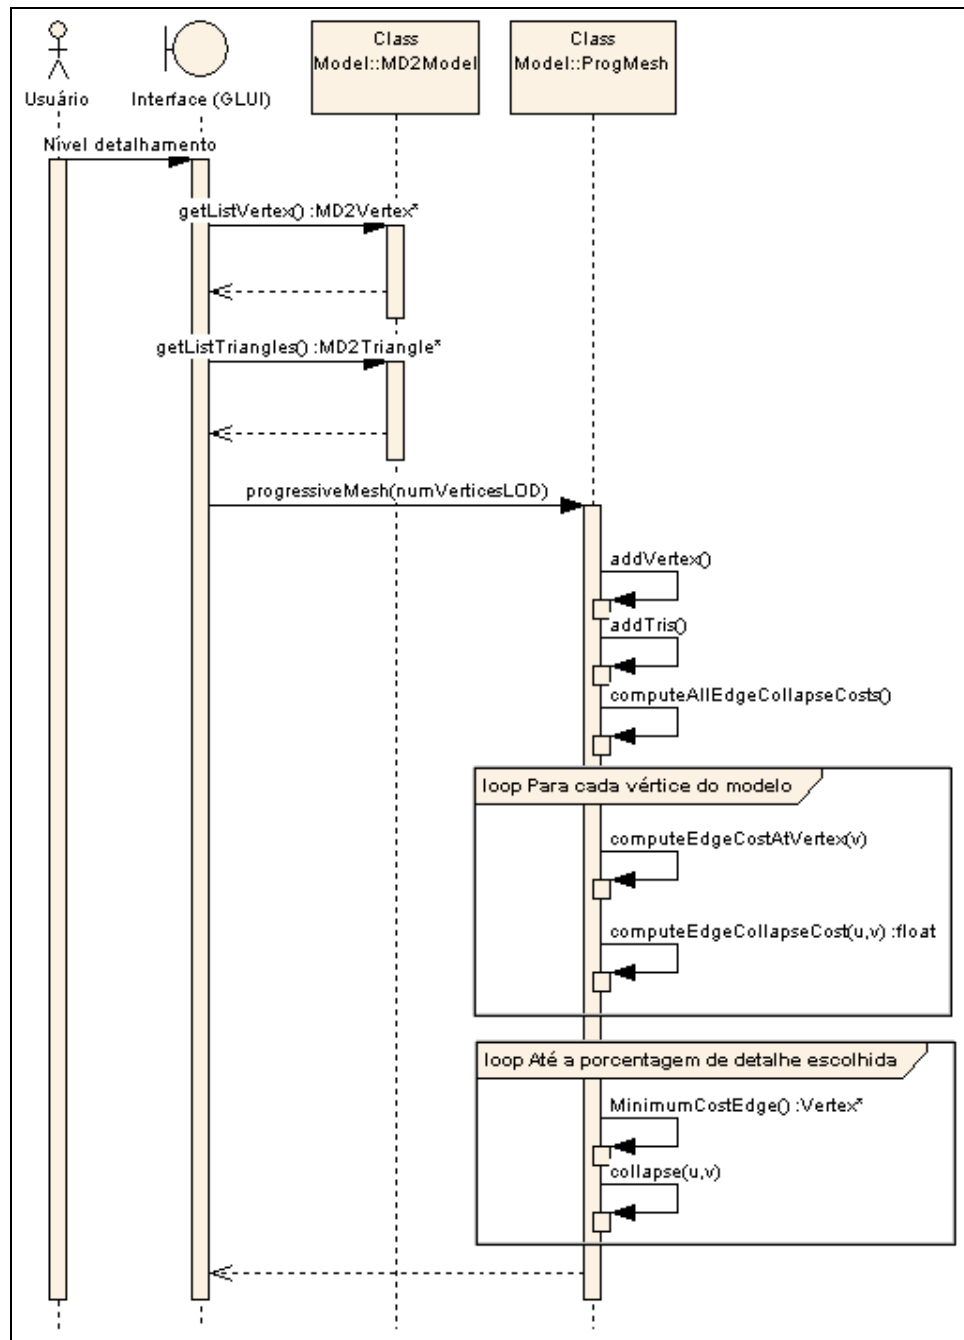 Class
Model::MD2Model
Class
Model::ProgMesh
Usuário
Interface (GLUI)
Nível detalhamento
getListVertex() :MD2Vertex*
getListTriangles() :MD2Triangle*
progressiveMesh(numVerticesLOD)
addVertex()
addTris()
computeAllEdgeCollapseCosts()
loop Para cada vértice do modelo
computeEdgeCostAtVertex(v)
computeEdgeCollapseCost(u,v) :float
loop Até a porcentagem de detalhe escolhida
MinimumCostEdge() :Vertex*
collapse(u,v)